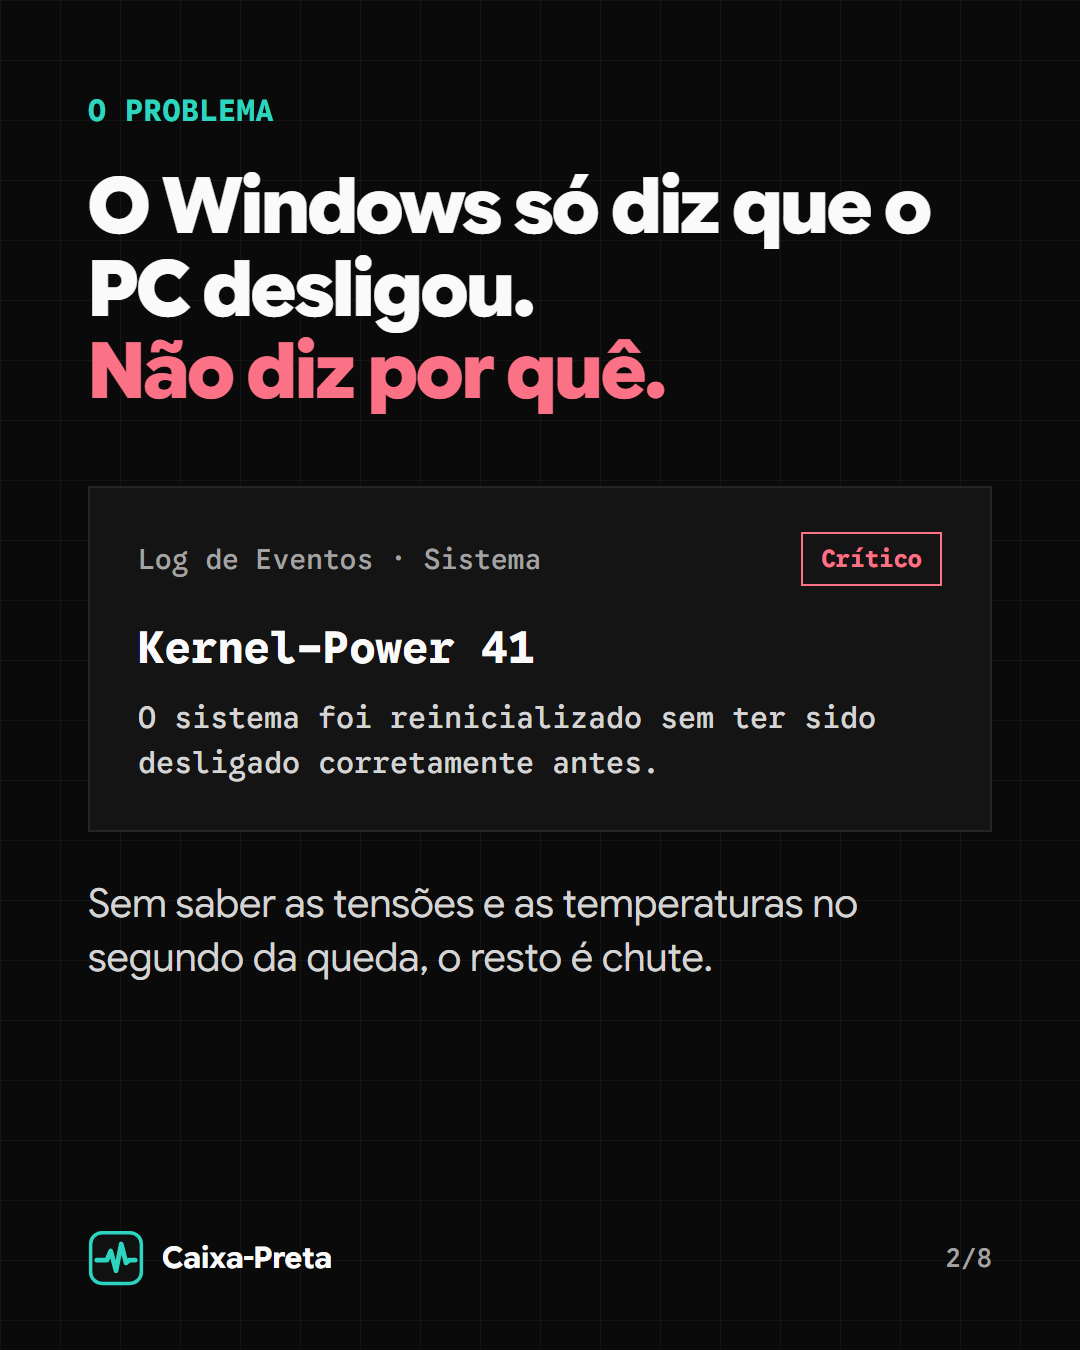 O PROBLEMA
O Windows só diz que o
PC desligou.
Não diz por quê.
Log de Eventos · Sistema
Crítico
Kernel-Power 41
O sistema foi reinicializado sem ter sido
desligado corretamente antes.
Sem saber as tensões e as temperaturas no
segundo da queda, o resto é chute.
Caixa-Preta
2/8